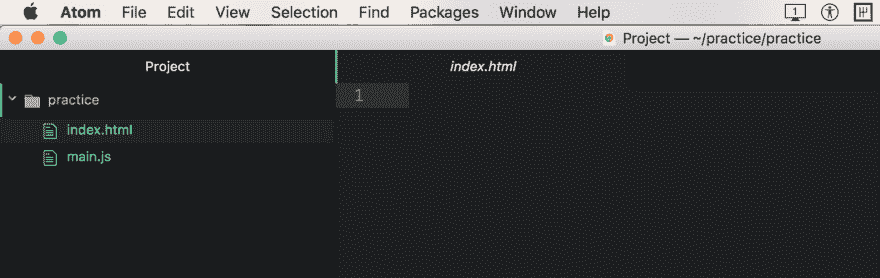 Atom File Edit View Selection Find Packages Window Help 1
Project — ~/practice/practice
Project index.html
practice 1
index.html
main.js